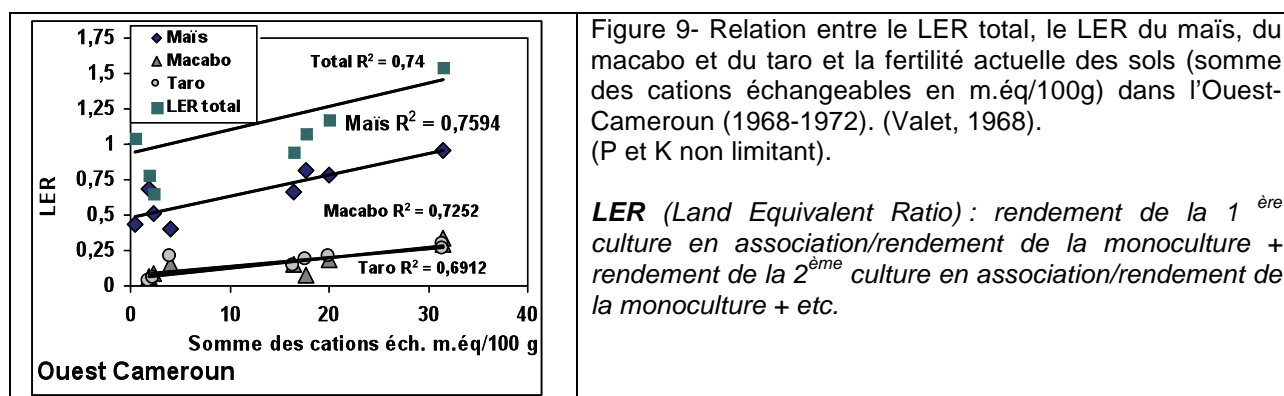 1,75
1,5
1,25
1
0,75
0,5
0,25
0
LER
Maïs
Macabo
Taro
LER total
Total R² = 0,74
Maïs R² = 0,7594
Macabo R² = 0,7252
Taro R² = 0,6912
0 10 20 30 40
Somme des cations éch. m.éq/100 g
Ouest Cameroun
Figure 9- Relation entre le LER total, le LER du maïs, du
macabo et du taro et la fertilité actuelle des sols (somme
des cations échangeables en m.éq/100g) dans l’Ouest-
Cameroun (1968-1972). (Valet, 1968).
(P et K non limitant).
LER (Land Equivalent Ratio) : rendement de la 1 ère
culture en association/rendement de la monoculture +
rendement de la 2ème culture en association/rendement de
la monoculture + etc.